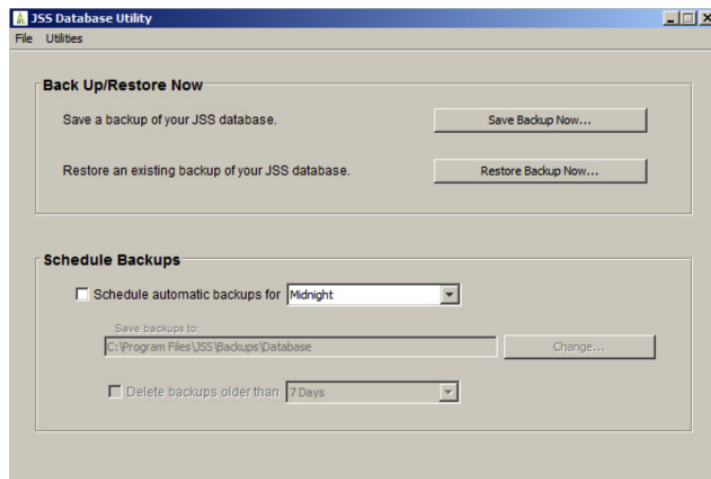 JSS Database Utility
File Utilities
Back Up/Restore Now
Save a backup of your JSS database.
Save Backup Now...
Restore an existing backup of your JSS database.
Restore Backup Now...
Schedule Backups
Schedule automatic backups for Midnight
Save backups to:
C:\Program Files\JSS\Backups\Database
Change...
Delete backups older than 7 Days